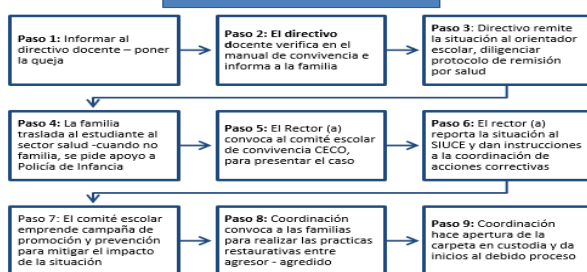 Paso 1: Informar al
directivo docente – poner
la queja
Paso 2: El directivo
docente verifica en el
manual de convivencia e
informa a la familia
Paso 3: Directivo remite
la situación al orientador
escolar, diligenciar
protocolo de remisión
por salud
Paso 4: La familia
traslada al estudiante al
sector salud -cuando no
familia, se pide apoyo a
Policía de Infancia
Paso 5: El Rector (a)
convoca al comité escolar
de convivencia CECO,
para presentar el caso
Paso 6: El rector (a)
reporta la situación al
SIUCE y dan instrucciones
a la coordinación de
acciones correctivas
Paso 7: El comité escolar
emprende campaña de
promoción y prevención
para mitigar el impacto
de la situación
Paso 8: Coordinación
convoca a las familias
para realizar las practicas
restaurativas entre
agresor - agredido
Paso 9: Coordinación
hace apertura de la
carpeta en custodia y da
inicios al debido proceso